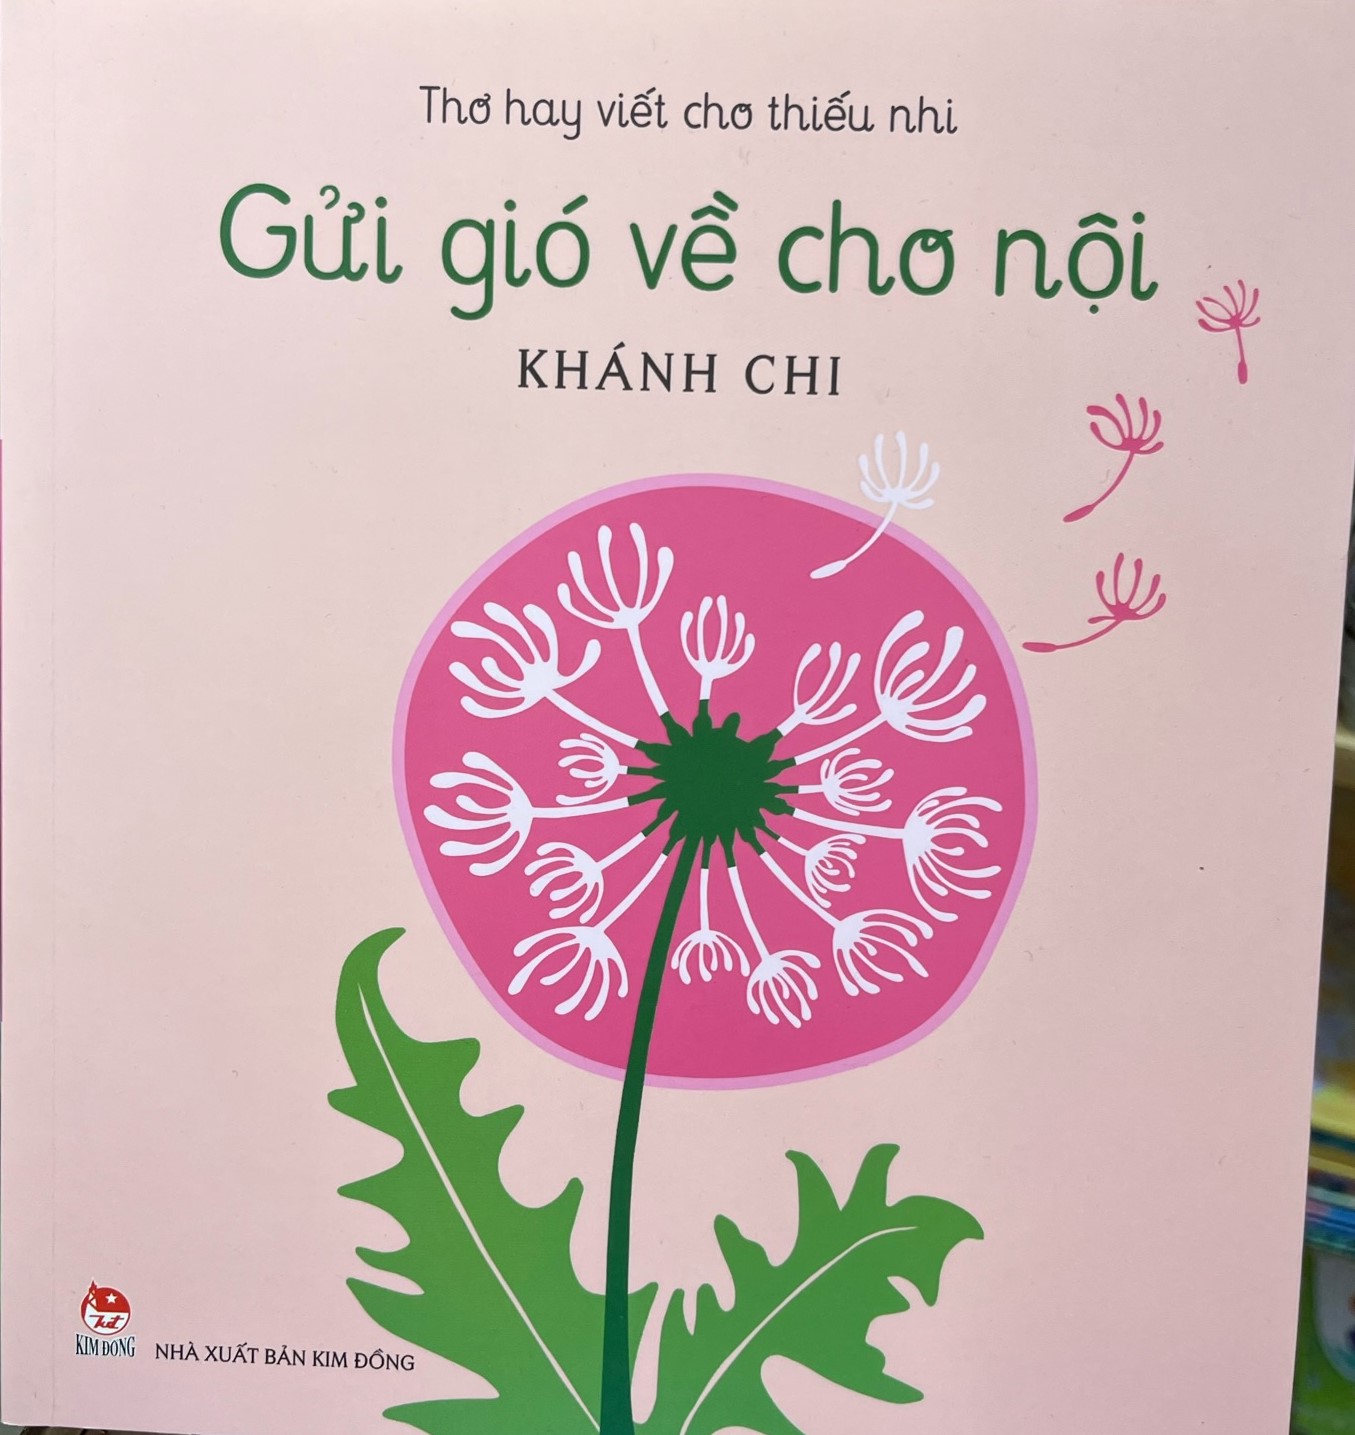 Thơ hay viết cho thiếu nhi
Gửi gió về cho nội
KHÁNH CHI
KIM ĐỒNG
NHÀ XUẤT BẢN KIM ĐỒNG